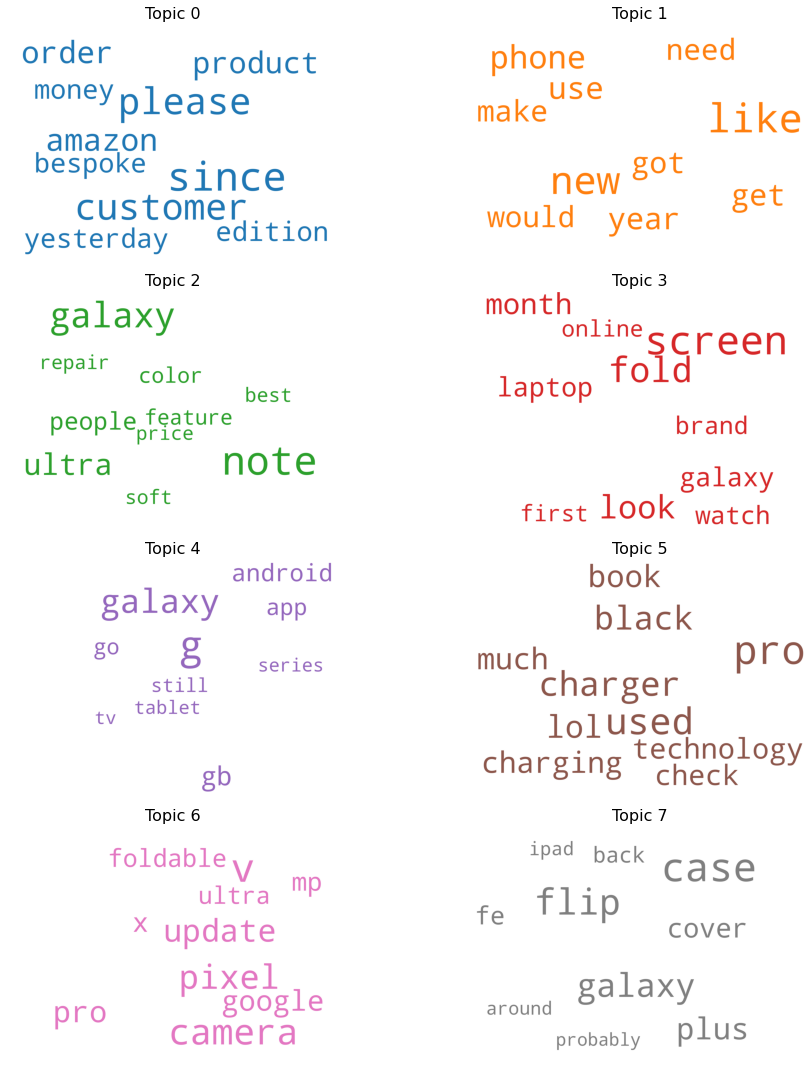 Topic 0
order
product
money
please
amazon
bespoke
since
customer
yesterday edition
Topic 1
phone need
use
make
like
got
new
get
would year
Topic 2
galaxy
repair
color
best
people feature
price
ultra note
soft
Topic 3
month
online
screen
fold
laptop
brand
galaxy
first look watch
Topic 4
android
galaxy app
go g
series
still
tablet
tv
gb
Topic 5
book
black
pro
much
charger
lol used
technology
charging
check
Topic 6
foldable v
mp
ultra
x update
pixel
google
pro
camera
Topic 7
ipad back case
flip
fe
cover
galaxy
around
plus
probably